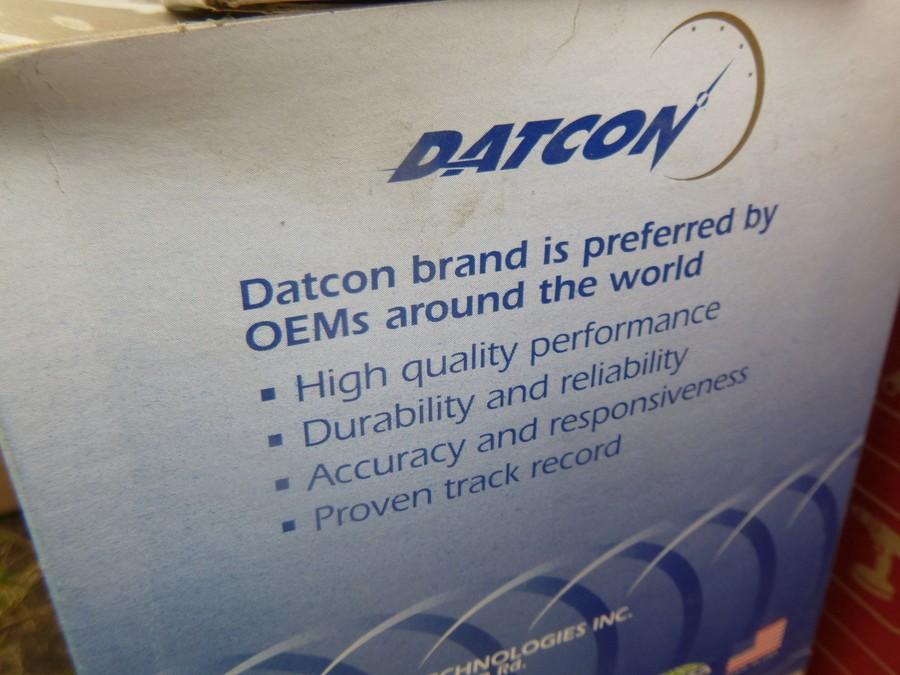 DATCON
Datcon brand is preferred by
OEMs around the world
▪ High quality performance
▪ Durability and reliability
▪ Accuracy and responsiveness
▪ Proven track record
INC.
Rd.